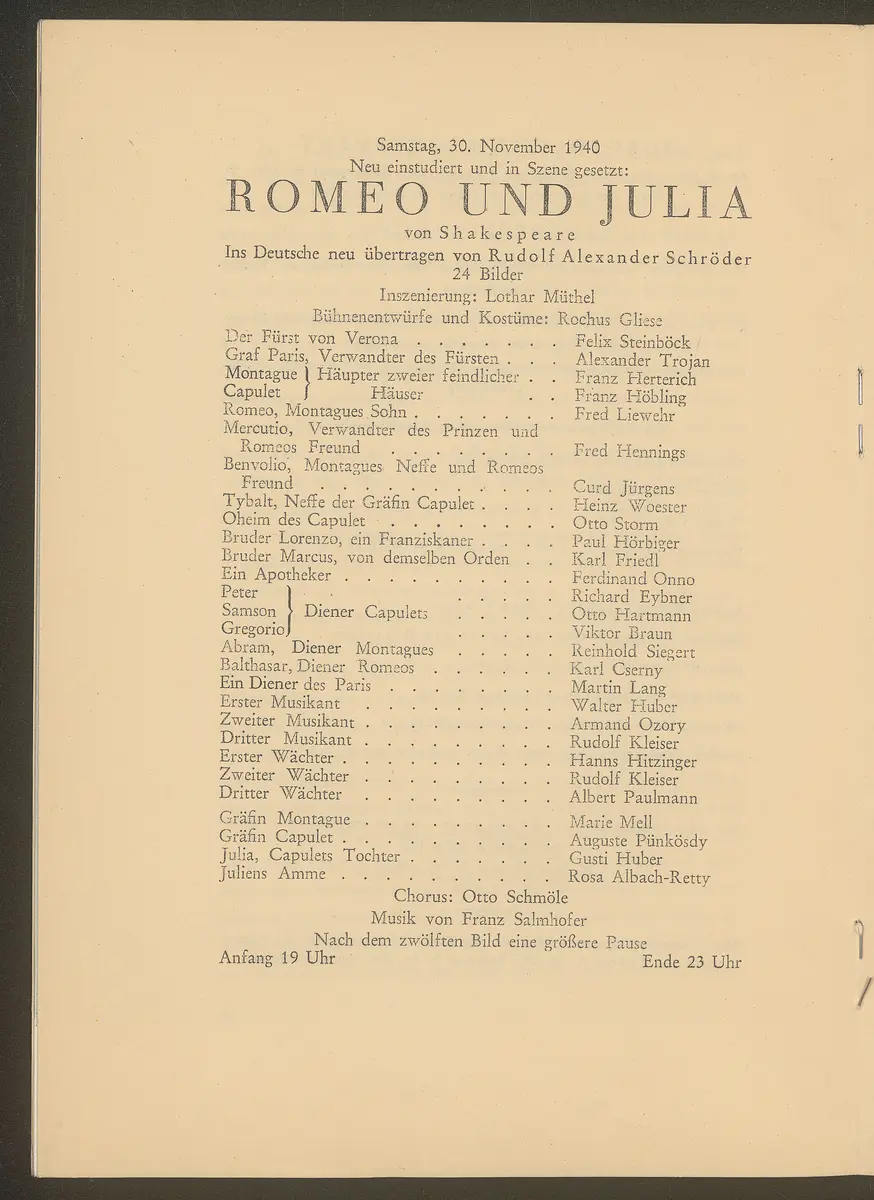 Samstag, 30. November 1940
Neu einstudiert und in Szene gesetzt:
ROMEO UND JULIA
von Shakespeare
Ins Deutsche neu übertragen von Rudolf Alexander Schröder
24 Bilder
Inszenierung: Lothar Müthel
Bühnenentwürfe und Kostüme: Rochus Gliese
Der Fürst von Verona . . . . . . . Felix Steinböck
Graf Paris, Verwandter des Fürsten . . . Alexander Trojan
Montague } Häupter zweier feindlicher . . Franz Herterich
Capulet } Häuser . . Franz Höbling
Romeo, Montagues Sohn . . . . . . . Fred Liewehr
Mercutio, Verwandter des Prinzen und
Romeos Freund . . . . . . . . Fred Hennings
Benvolio, Montagues Neffe und Romeos
Freund . . . . . . . . . . . Curd Jürgens
Tybalt, Neffe der Gräfin Capulet . . . . Heinz Woester
Oheim des Capulet . . . . . . . . Otto Storm
Bruder Lorenzo, ein Franziskaner . . . . Paul Hörbiger
Bruder Marcus, von demselben Orden . . Karl Friedl
Ein Apotheker . . . . . . . . . . Ferdinand Onno
Peter } . . . . . Richard Eybner
Samson } Diener Capulets . . . . . Otto Hartmann
Gregorio } . . . . . Viktor Braun
Abram, Diener Montagues . . . . . Reinhold Siegert
Balthasar, Diener Romeos . . . . . . Karl Cserny
Ein Diener des Paris . . . . . . . . Martin Lang
Erster Musikant . . . . . . . . . Walter Huber
Zweiter Musikant . . . . . . . . . Armand Ozory
Dritter Musikant . . . . . . . . . Rudolf Kleiser
Erster Wächter . . . . . . . . . . Hanns Hitzinger
Zweiter Wächter . . . . . . . . . Rudolf Kleiser
Dritter Wächter . . . . . . . . . Albert Paulmann
Gräfin Montague . . . . . . . . . Marie Mell
Gräfin Capulet . . . . . . . . . . Auguste Pünkösdy
Julia, Capulets Tochter . . . . . . . Gusti Huber
Juliens Amme . . . . . . . . . . Rosa Albach-Retty
Chorus: Otto Schmöle
Musik von Franz Salmhofer
Nach dem zwölften Bild eine größere Pause
Anfang 19 Uhr Ende 23 Uhr